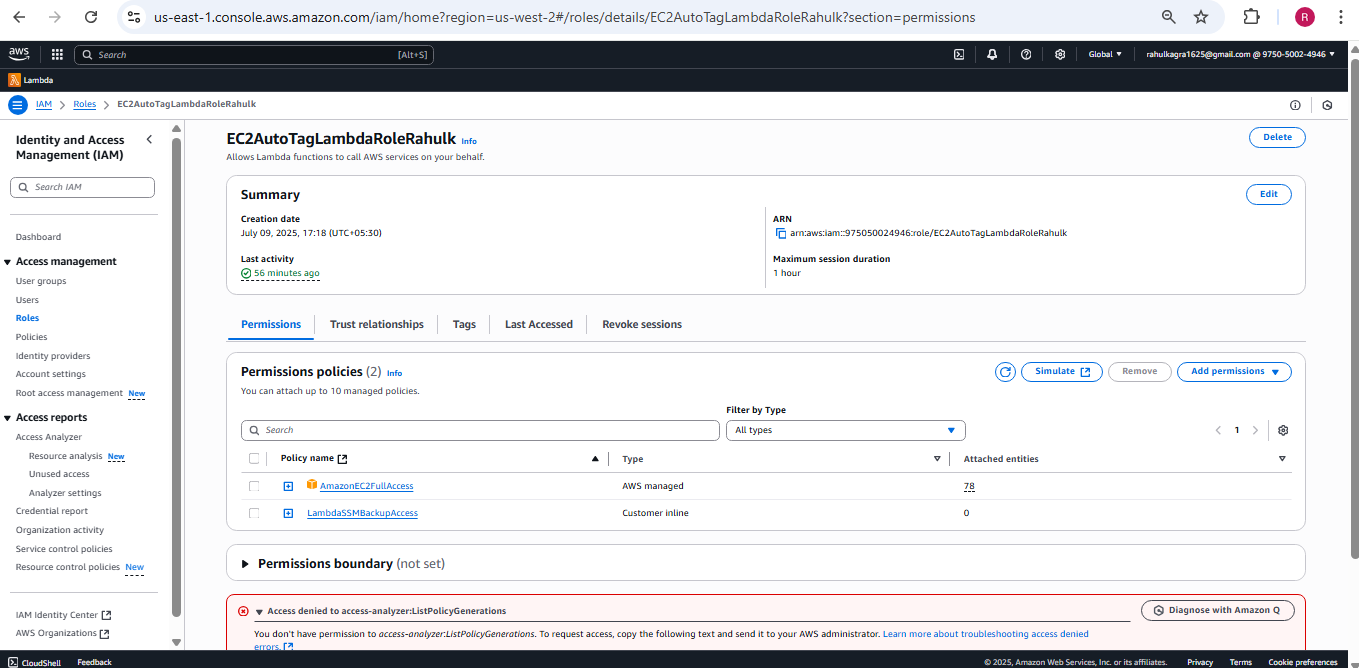 us-east-1.console.aws.amazon.com/iam/home?region=us-west-2#/roles/details/EC2AutoTagLambdaRoleRahulk?section=permissions
R
aws
Search [Alt+S]
Global
rahulkagra1625@gmail.com @ 9750-5002-4946
Lambda
IAM
Roles
EC2AutoTagLambdaRoleRahulk
Identity and Access
Management (IAM)
Search IAM
Dashboard
Access management
User groups
Users
Roles
Policies
Identity providers
Account settings
Root access management New
Access reports
Access Analyzer
Resource analysis New
Unused access
Analyzer settings
Credential report
Organization activity
Service control policies
Resource control policies New
IAM Identity Center
AWS Organizations
EC2AutoTagLambdaRoleRahulk Info
Delete
Allows Lambda functions to call AWS services on your behalf.
Summary
Edit
Creation date
July 09, 2025, 17:18 (UTC+05:30)
ARN
arn:aws:iam::975050024946:role/EC2AutoTagLambdaRoleRahulk
Last activity
56 minutes ago
Maximum session duration
1 hour
Permissions
Trust relationships
Tags
Last Accessed
Revoke sessions
Permissions policies (2) Info
Simulate
Remove
Add permissions
You can attach up to 10 managed policies.
Filter by Type
Search
All types
1
Policy name
Type
Attached entities
AmazonEC2FullAccess
AWS managed
78
LambdaSSMBackupAccess
Customer inline
0
Permissions boundary (not set)
Access denied to access-analyzer:ListPolicyGenerations
Diagnose with Amazon Q
You don't have permission to access-analyzer:ListPolicyGenerations. To request access, copy the following text and send it to your AWS administrator. Learn more about troubleshooting access denied
errors.
CloudShell
Feedback
© 2025, Amazon Web Services, Inc. or its affiliates.
Privacy
Terms
Cookie preferences